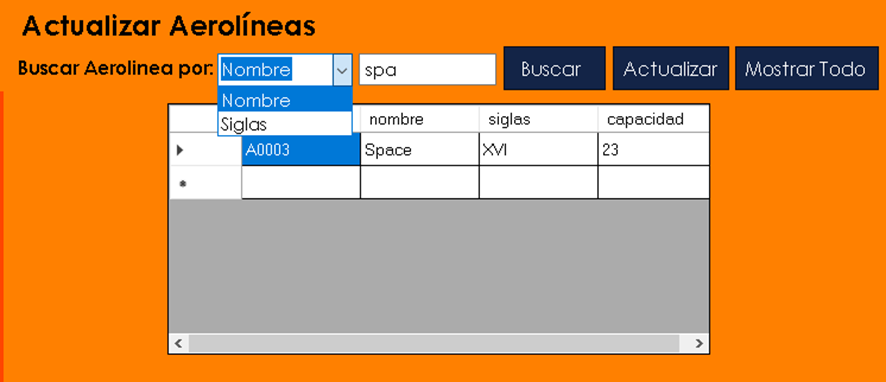 Actualizar Aerolíneas
Buscar Aerolinea por: Nombre spa Buscar Actualizar Mostrar Todo
Nombre
Siglas
nombre siglas capacidad
A0003 Space XVI 23